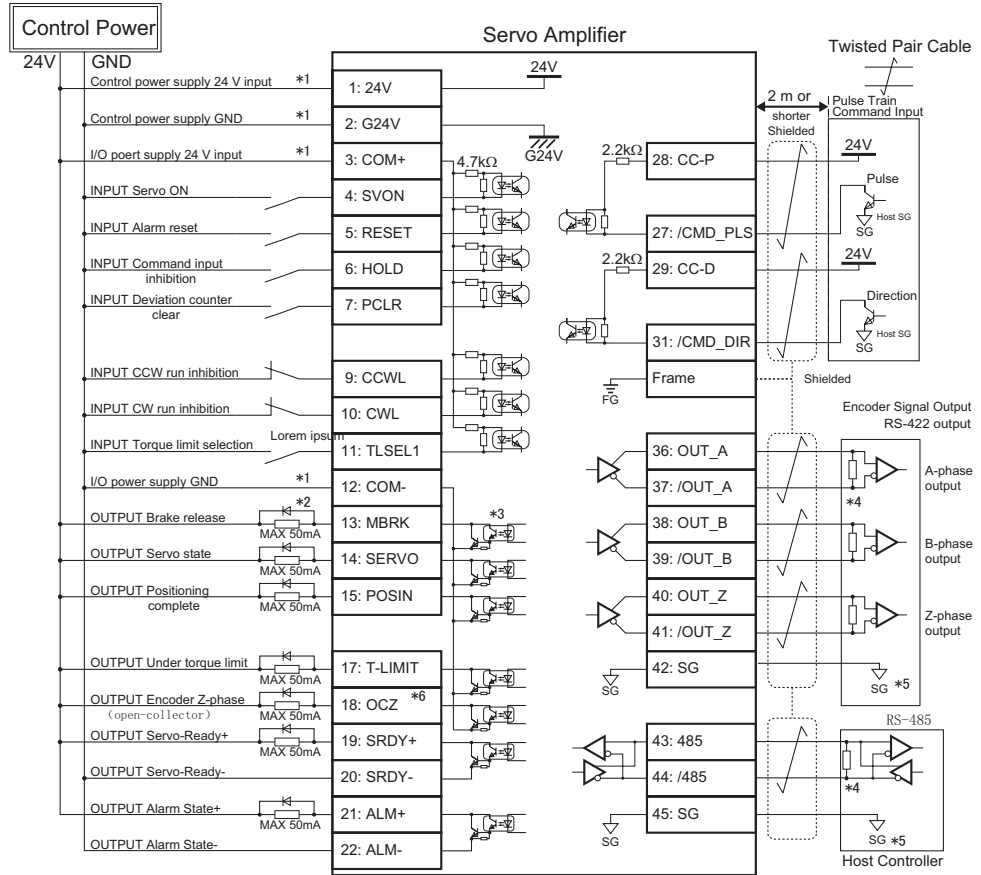 Control Power
Servo Amplifier
Twisted Pair Cable
24V
GND
Control power supply 24 V input *1
1: 24V
24V
Control power supply GND *1
2: G24V
G24V
I/O poert supply 24 V input *1
3: COM+
4.7kΩ
INPUT Servo ON
4: SVON
INPUT Alarm reset
5: RESET
INPUT Command input
inhibition
6: HOLD
INPUT Deviation counter
clear
7: PCLR
INPUT CCW run inhibition
9: CCWL
INPUT CW run inhibition
10: CWL
INPUT Torque limit selection
Lorem ipsum
11: TLSEL1
I/O power supply GND *1
12: COM-
OUTPUT Brake release
*2
MAX 50mA
13: MBRK
*3
OUTPUT Servo state
MAX 50mA
14: SERVO
OUTPUT Positioning
complete
MAX 50mA
15: POSIN
OUTPUT Under torque limit
MAX 50mA
17: T-LIMIT
OUTPUT Encoder Z-phase
(open-collector)
MAX 50mA
18: OCZ *6
OUTPUT Servo-Ready+
MAX 50mA
19: SRDY+
OUTPUT Servo-Ready-
20: SRDY-
OUTPUT Alarm State+
MAX 50mA
21: ALM+
OUTPUT Alarm State-
22: ALM-
2 m or
shorter
Shielded
Pulse Train
Command Input
2.2kΩ
28: CC-P
24V
Pulse
Host SG
SG
27: /CMD_PLS
2.2kΩ
29: CC-D
24V
Direction
Host SG
SG
31: /CMD_DIR
FG
Frame
Shielded
Encoder Signal Output
RS-422 output
36: OUT_A
37: /OUT_A
*4
A-phase
output
38: OUT_B
39: /OUT_B
B-phase
output
40: OUT_Z
41: /OUT_Z
Z-phase
output
SG
42: SG
SG *5
RS-485
43: 485
44: /485
*4
SG
45: SG
SG *5
Host Controller